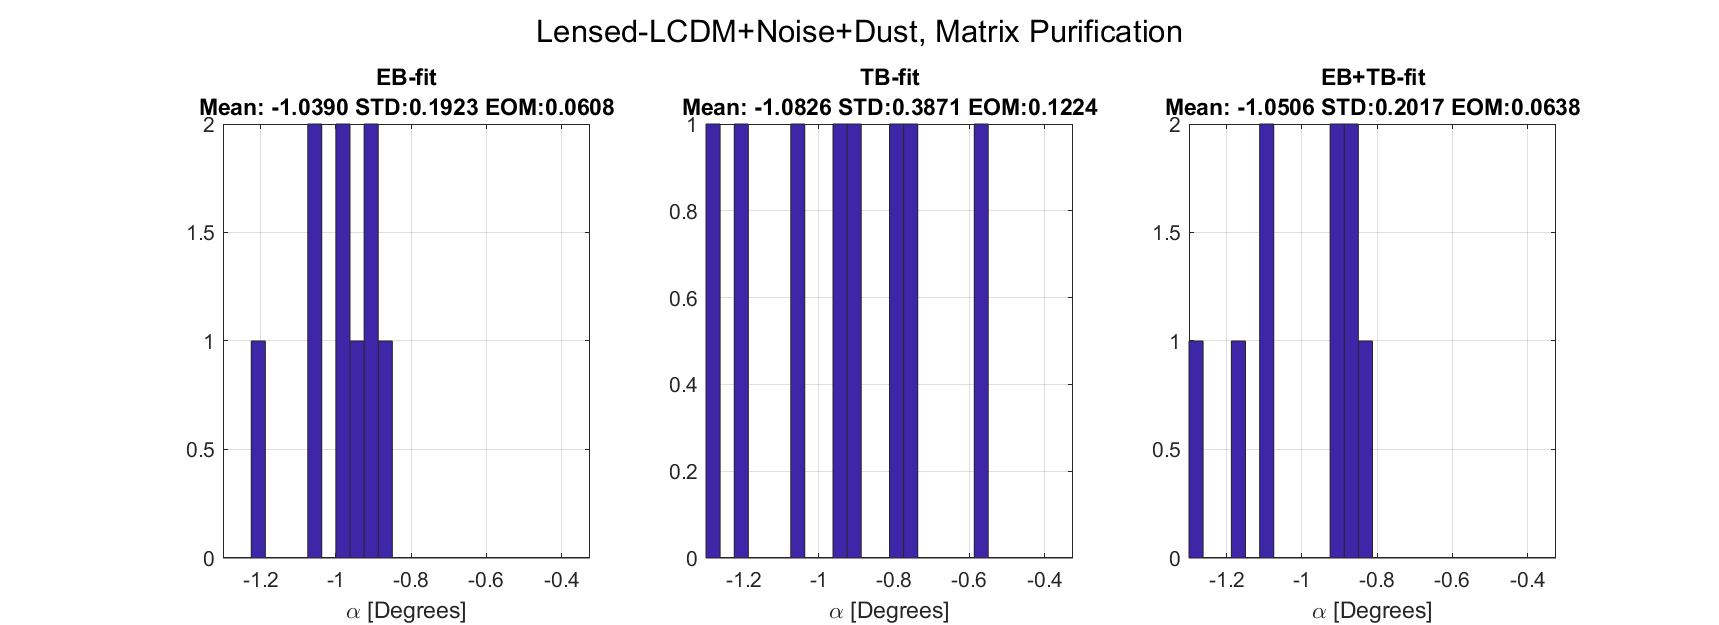 Lensed-LCDM+Noise+Dust, Matrix Purification
EB-fit
Mean: -1.0390 STD:0.1923 EOM:0.0608
2
1.5
1
0.5
0
-1.2 -1 -0.8 -0.6 -0.4
α [Degrees]
TB-fit
Mean: -1.0826 STD:0.3871 EOM:0.1224
1
0.8
0.6
0.4
0.2
0
-1.2 -1 -0.8 -0.6 -0.4
α [Degrees]
EB+TB-fit
Mean: -1.0506 STD:0.2017 EOM:0.0638
2
1.5
1
0.5
0
-1.2 -1 -0.8 -0.6 -0.4
α [Degrees]